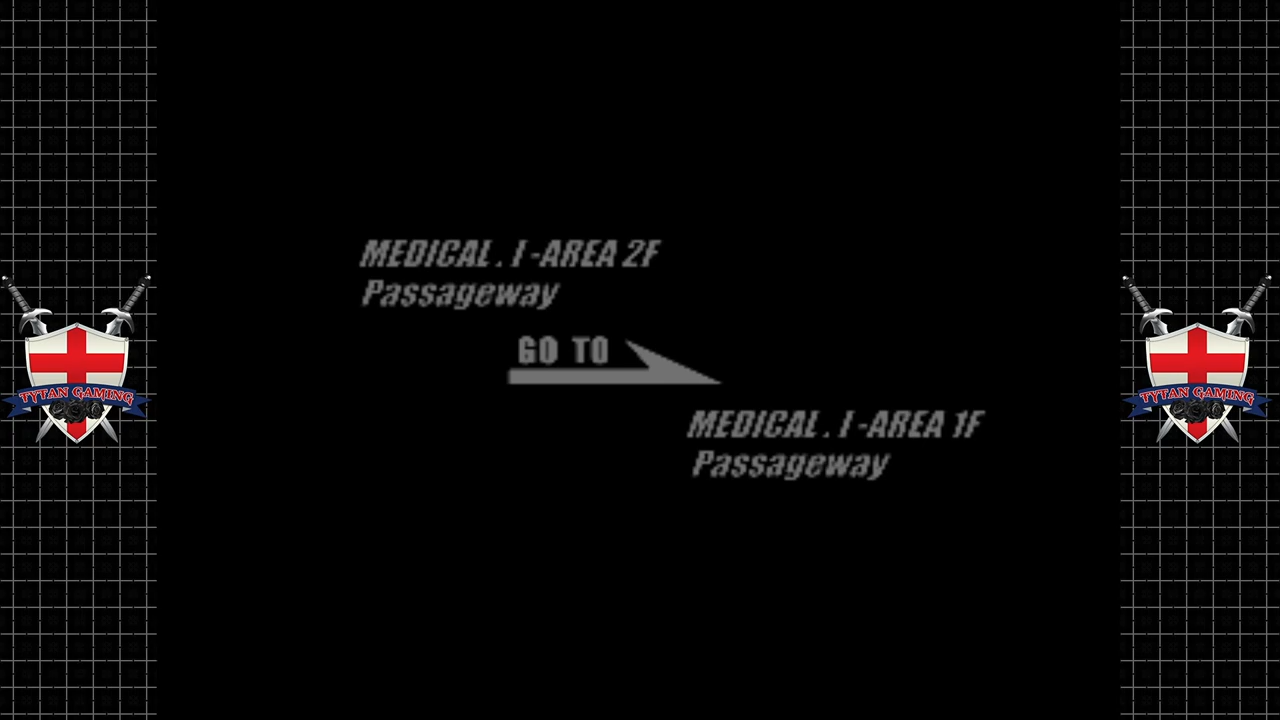 MEDICAL . I -AREA 2F
Passageway
GO TO
MEDICAL . I -AREA 1F
Passageway
TYTAN GAMING
TYTAN GAMING